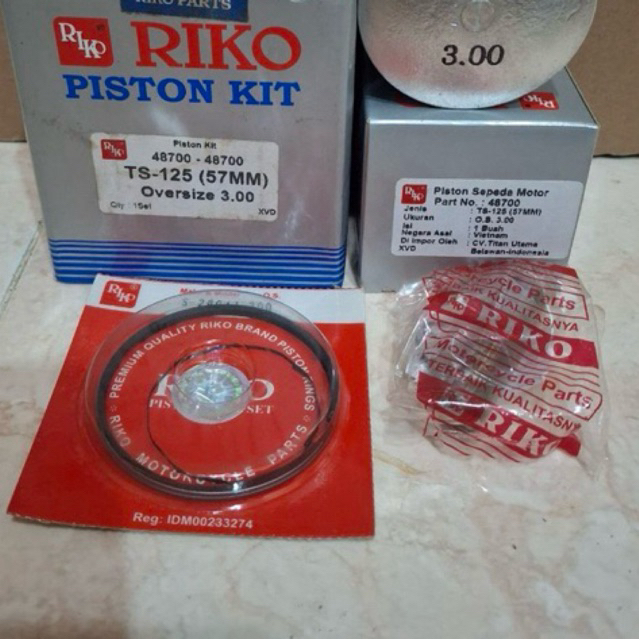 RIKO PARTS
RIKO
RIKO
PISTON KIT
RIKO
Piston Kit
48700 - 48700
TS-125 (57MM)
Oversize 3.00
Qty : 1Set
XVD
3.00
RIKO
RIKO
Piston Sepeda Motor
Part No. : 48700
Jenis : TS-125 (57MM)
Ukuran : O.S. 3.00
Isi : 1 Buah
Negara Asal : Vietnam
Di Impor Oleh : CV.Titan Utama
XVD Belawan-Indonesia
RIKO
PREMIUM QUALITY RIKO BRAND PISTON RINGS
RIKO MOTORCYCLE PARTS
Reg: IDM00233274
Parts
KUALITASNYA
RIKO
Motorcycle Parts
TERBAIK KUALITASNY
RIK